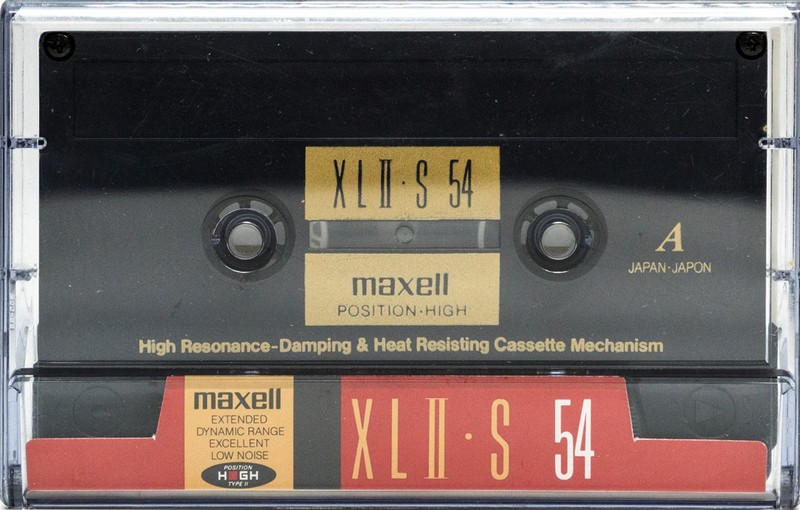 XLII·S 54
maxell
POSITION·HIGH
A
JAPAN·JAPON
High Resonance-Damping & Heat Resisting Cassette Mechanism
maxell
EXTENDED
DYNAMIC RANGE
EXCELLENT
LOW NOISE
POSITION
HIGH
TYPE II
XLII·S 54